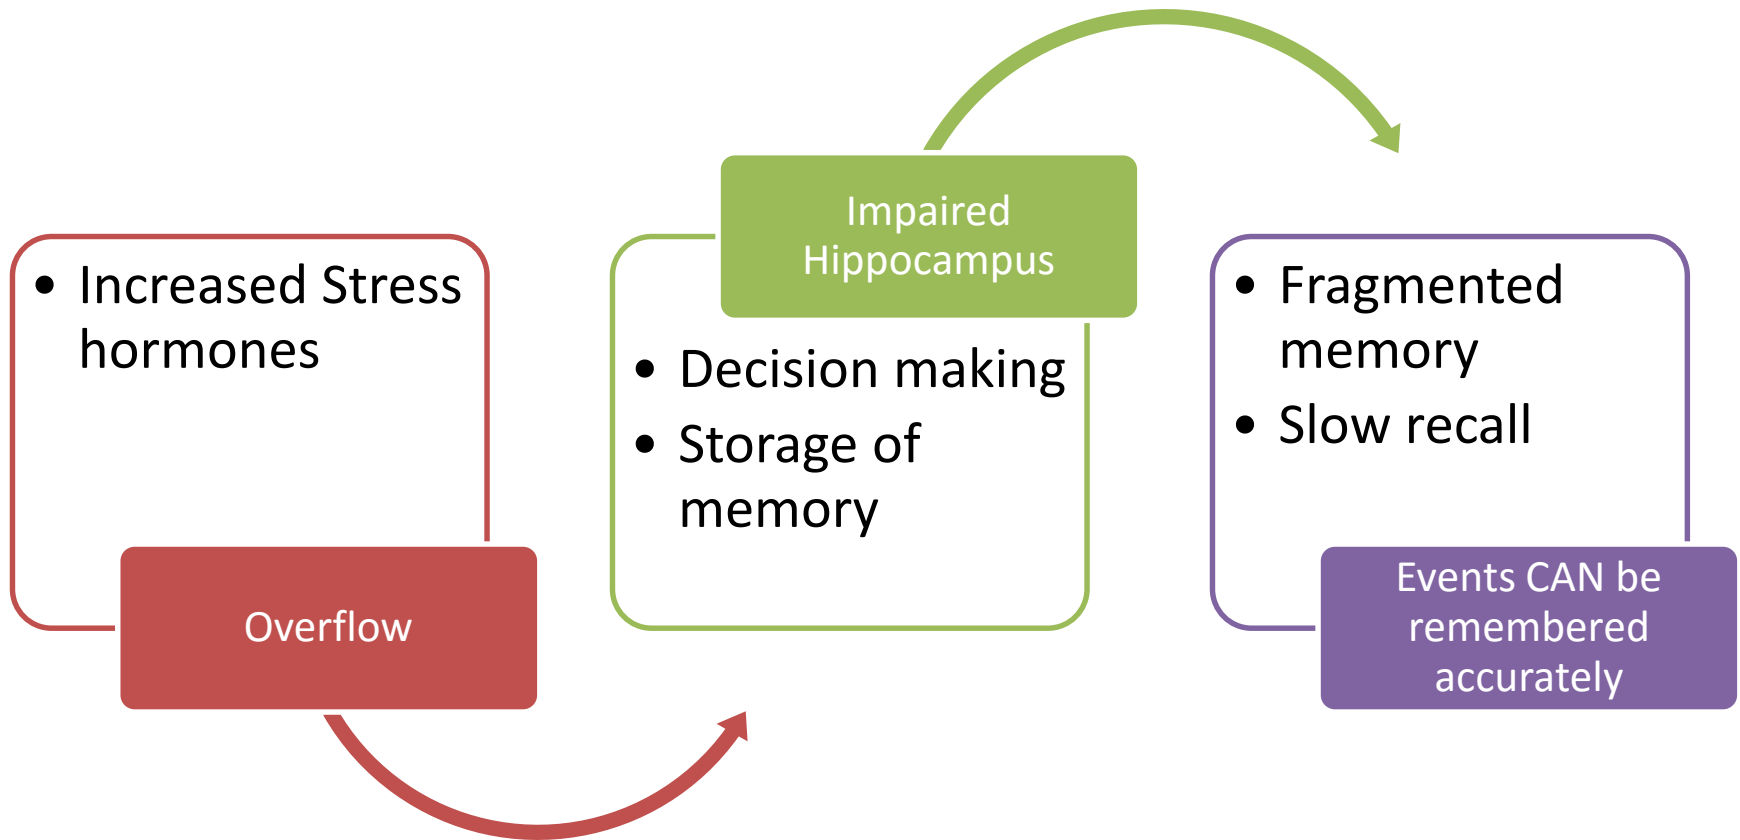 • Increased Stress
hormones
Overflow
Impaired
Hippocampus
• Decision making
• Storage of
memory
• Fragmented
memory
• Slow recall
Events CAN be
remembered
accurately